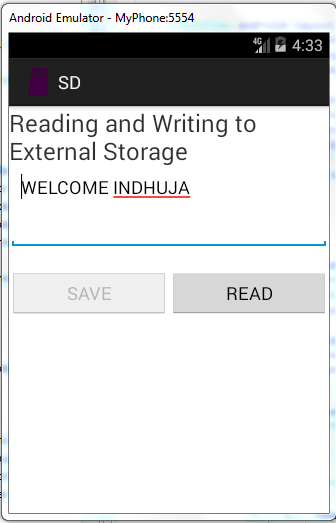 Android Emulator - MyPhone:5554
4G 4:33
SD
Reading and Writing to
External Storage
WELCOME INDHUJA
SAVE READ